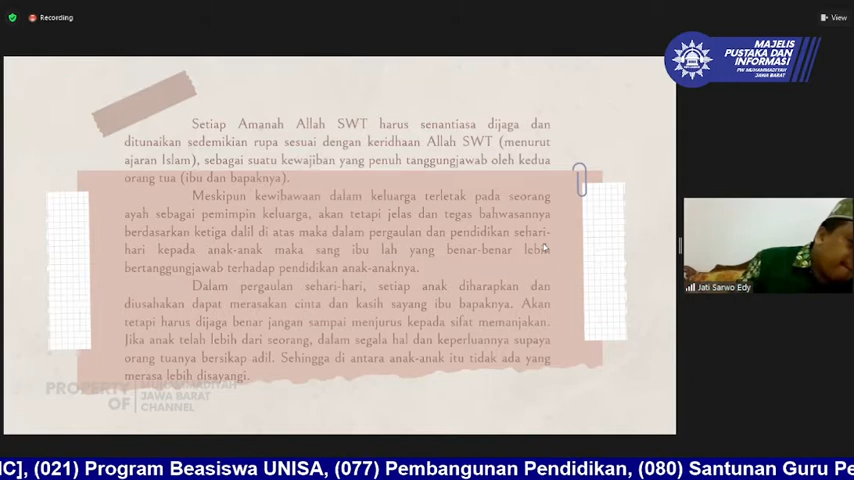 Recording
View
MAJELIS
PUSTAKA DAN
INFORMASI
PW MUHAMMADIYAH
JAWA BARAT
Setiap Amanah Allah SWT harus senantiasa dijaga dan
ditunaikan sedemikian rupa sesuai dengan keridhaan Allah SWT (menurut
ajaran Islam), sebagai suatu kewajiban yang penuh tanggungjawab oleh kedua
orang tua (ibu dan bapaknya).
Meskipun kewibawaan dalam keluarga terletak pada seorang
ayah sebagai pemimpin keluarga, akan tetapi jelas dan tegas bahwasannya
berdasarkan ketiga dalil di atas maka dalam pergaulan dan pendidikan sehari-
hari kepada anak-anak maka sang ibu lah yang benar-benar lebih
bertanggungjawab terhadap pendidikan anak-anaknya.
Dalam pergaulan sehari-hari, setiap anak diharapkan dan
diusahakan dapat merasakan cinta dan kasih sayang ibu bapaknya. Akan
tetapi harus dijaga benar jangan sampai menjurus kepada sifat memanjakan.
Jika anak telah lebih dari seorang, dalam segala hal dan keperluannya supaya
orang tuanya bersikap adil. Sehingga di antara anak-anak itu tidak ada yang
merasa lebih disayangi.
Jati Sarwo Edy
PROPERTY
OF
MUHAMMADIYAH
JAWA BARAT
CHANNEL
IC], (021) Program Beasiswa UNISA, (077) Pembangunan Pendidikan, (080) Santunan Guru Pe